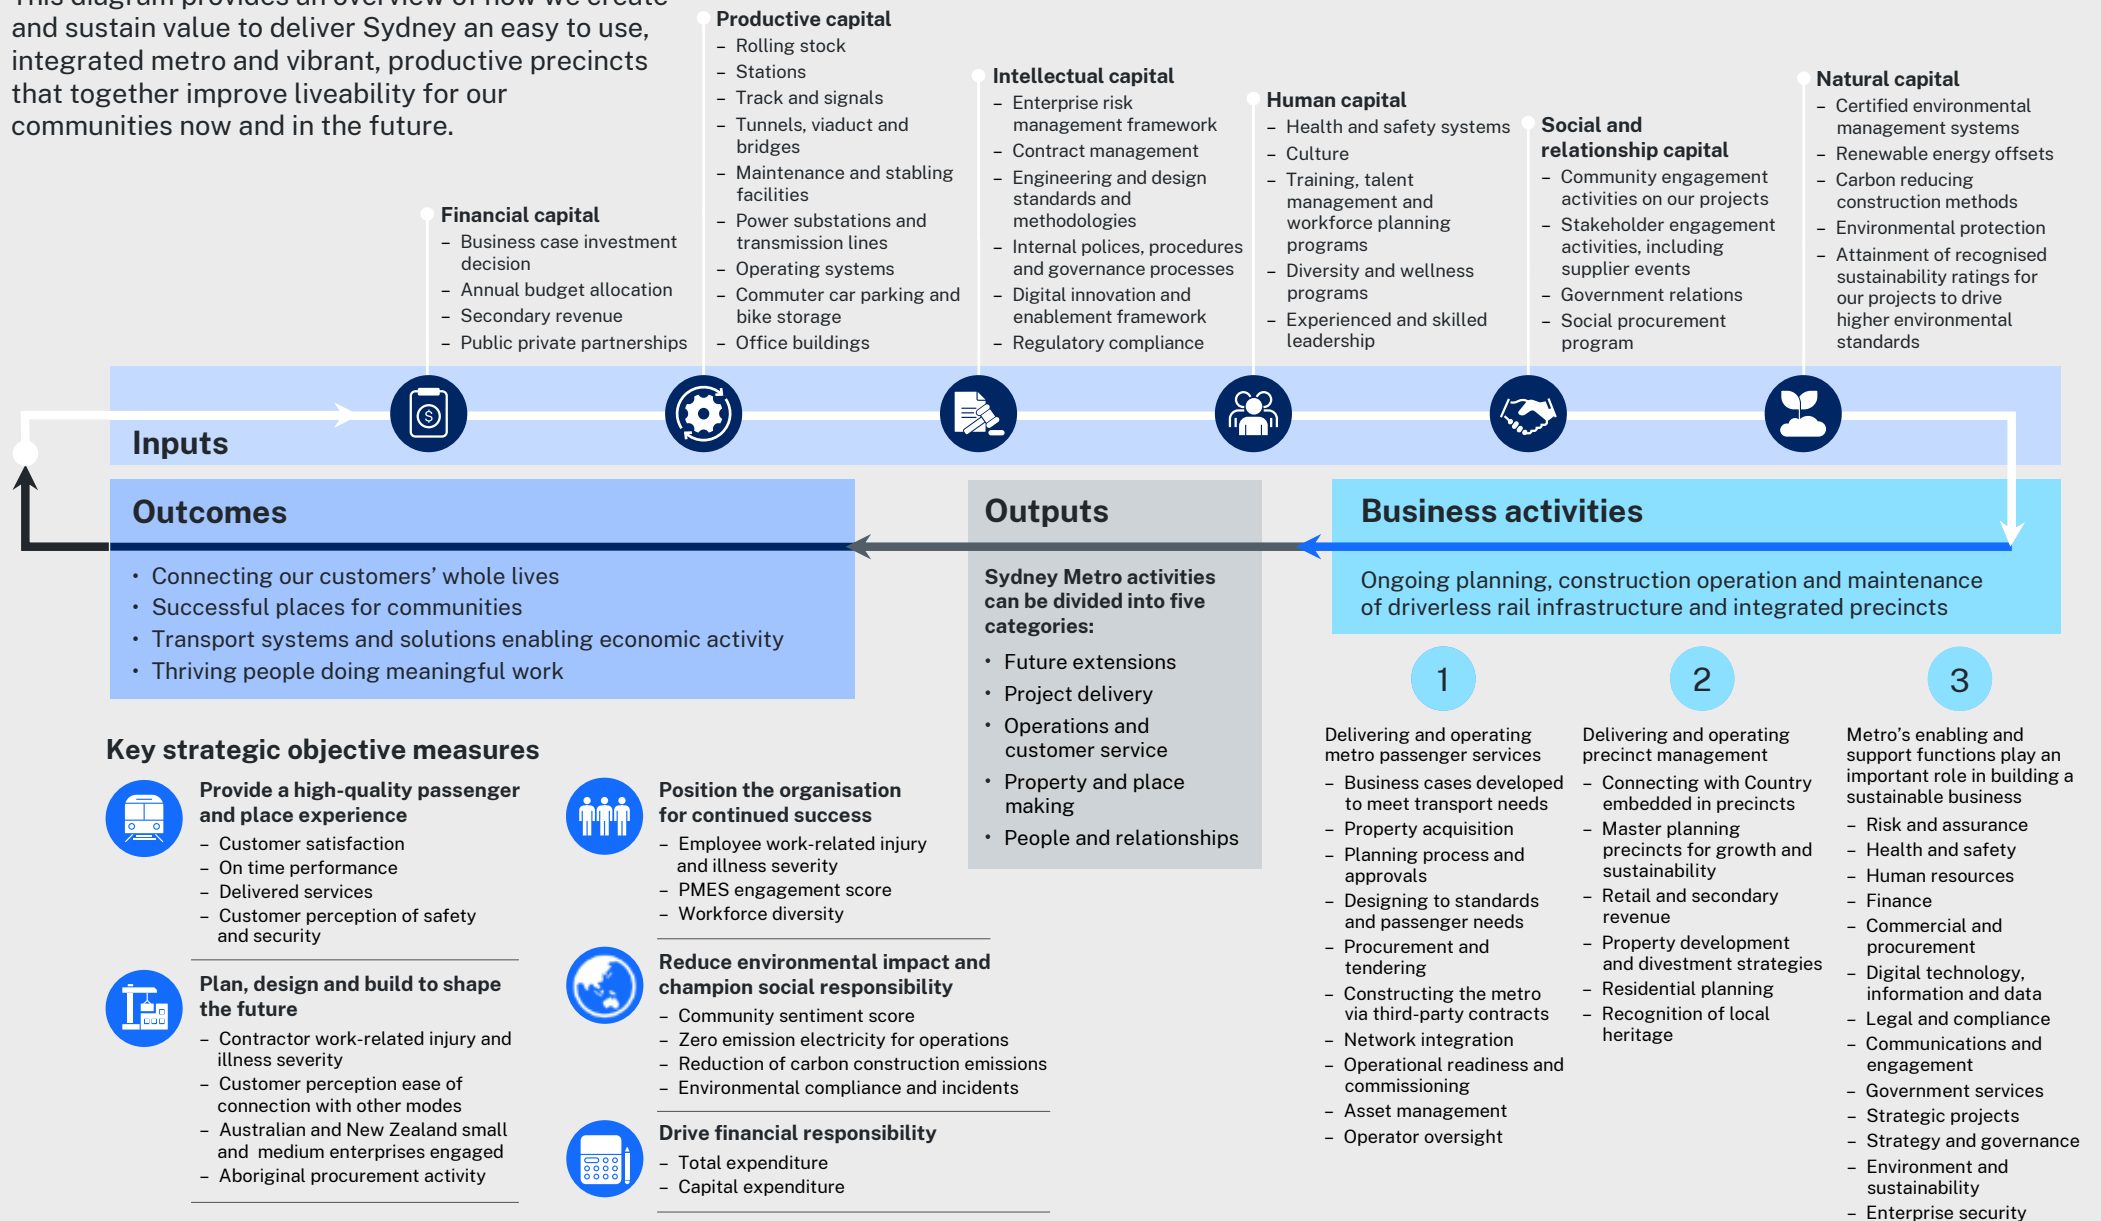 This diagram provides an overview of how we create
and sustain value to deliver Sydney an easy to use,
integrated metro and vibrant, productive precincts
that together improve liveability for our
communities now and in the future.
Financial capital
– Business case investment
decision
– Annual budget allocation
– Secondary revenue
– Public private partnerships
Productive capital
– Rolling stock
– Stations
– Track and signals
– Tunnels, viaduct and
bridges
– Maintenance and stabling
facilities
– Power substations and
transmission lines
– Operating systems
– Commuter car parking and
bike storage
– Office buildings
Intellectual capital
– Enterprise risk
management framework
– Contract management
– Engineering and design
standards and
methodologies
– Internal polices, procedures
and governance processes
– Digital innovation and
enablement framework
– Regulatory compliance
Human capital
– Health and safety systems
– Culture
– Training, talent
management and
workforce planning
programs
– Diversity and wellness
programs
– Experienced and skilled
leadership
Social and
relationship capital
– Community engagement
activities on our projects
– Stakeholder engagement
activities, including
supplier events
– Government relations
– Social procurement
program
Natural capital
– Certified environmental
management systems
– Renewable energy offsets
– Carbon reducing
construction methods
– Environmental protection
– Attainment of recognised
sustainability ratings for
our projects to drive
higher environmental
standards
$
Inputs
Outcomes
• Connecting our customers’ whole lives
• Successful places for communities
• Transport systems and solutions enabling economic activity
• Thriving people doing meaningful work
Outputs
Sydney Metro activities
can be divided into five
categories:
• Future extensions
• Project delivery
• Operations and
customer service
• Property and place
making
• People and relationships
Business activities
Ongoing planning, construction operation and maintenance
of driverless rail infrastructure and integrated precincts
1
Delivering and operating
metro passenger services
– Business cases developed
to meet transport needs
– Property acquisition
– Planning process and
approvals
– Designing to standards
and passenger needs
– Procurement and
tendering
– Constructing the metro
via third-party contracts
– Network integration
– Operational readiness and
commissioning
– Asset management
– Operator oversight
2
Delivering and operating
precinct management
– Connecting with Country
embedded in precincts
– Master planning
precincts for growth and
sustainability
– Retail and secondary
revenue
– Property development
and divestment strategies
– Residential planning
– Recognition of local
heritage
3
Metro’s enabling and
support functions play an
important role in building a
sustainable business
– Risk and assurance
– Health and safety
– Human resources
– Finance
– Commercial and
procurement
– Digital technology,
information and data
– Legal and compliance
– Communications and
engagement
– Government services
– Strategic projects
– Strategy and governance
– Environment and
sustainability
– Enterprise security
Key strategic objective measures
Provide a high-quality passenger
and place experience
– Customer satisfaction
– On time performance
– Delivered services
– Customer perception of safety
and security
Plan, design and build to shape
the future
– Contractor work-related injury and
illness severity
– Customer perception ease of
connection with other modes
– Australian and New Zealand small
and medium enterprises engaged
– Aboriginal procurement activity
Position the organisation
for continued success
– Employee work-related injury
and illness severity
– PMES engagement score
– Workforce diversity
Reduce environmental impact and
champion social responsibility
– Community sentiment score
– Zero emission electricity for operations
– Reduction of carbon construction emissions
– Environmental compliance and incidents
Drive financial responsibility
– Total expenditure
– Capital expenditure